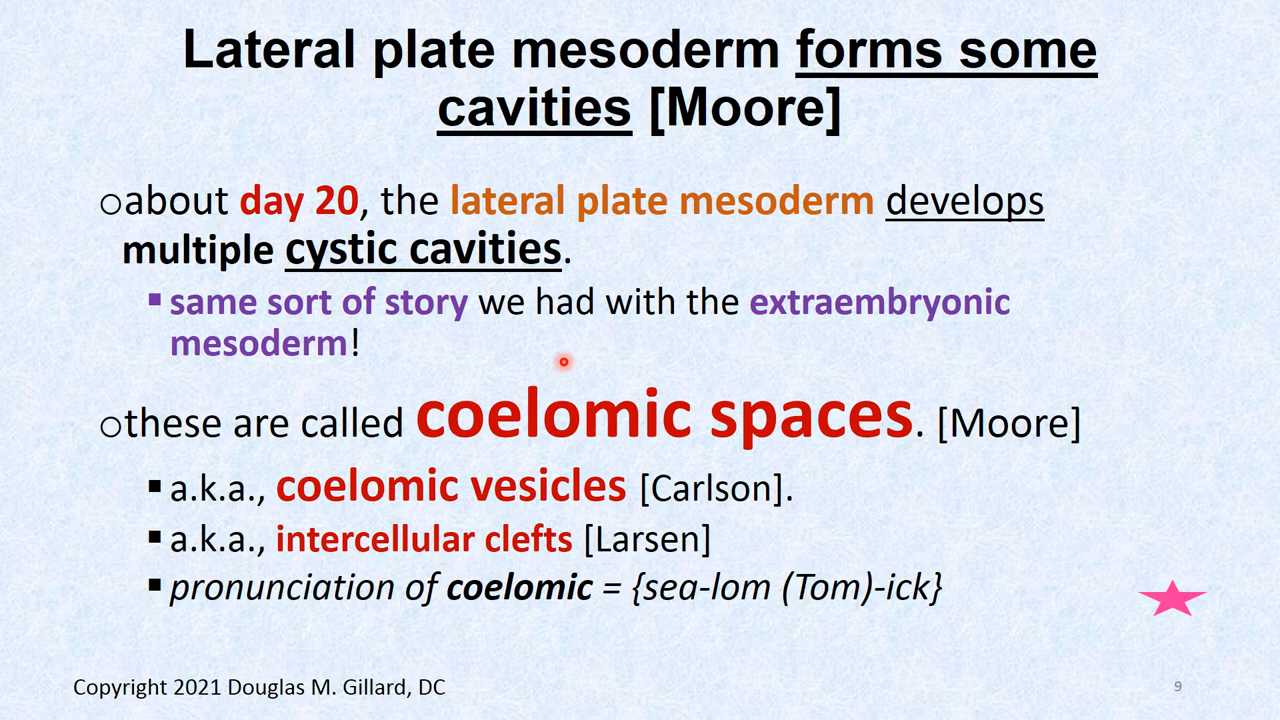 Lateral plate mesoderm forms some
cavities [Moore]
○about day 20, the lateral plate mesoderm develops
multiple cystic cavities.
▪same sort of story we had with the extraembryonic
mesoderm!
○these are called coelomic spaces. [Moore]
▪a.k.a., coelomic vesicles [Carlson].
▪a.k.a., intercellular clefts [Larsen]
▪pronunciation of coelomic = {sea-lom (Tom)-ick}
Copyright 2021 Douglas M. Gillard, DC
9